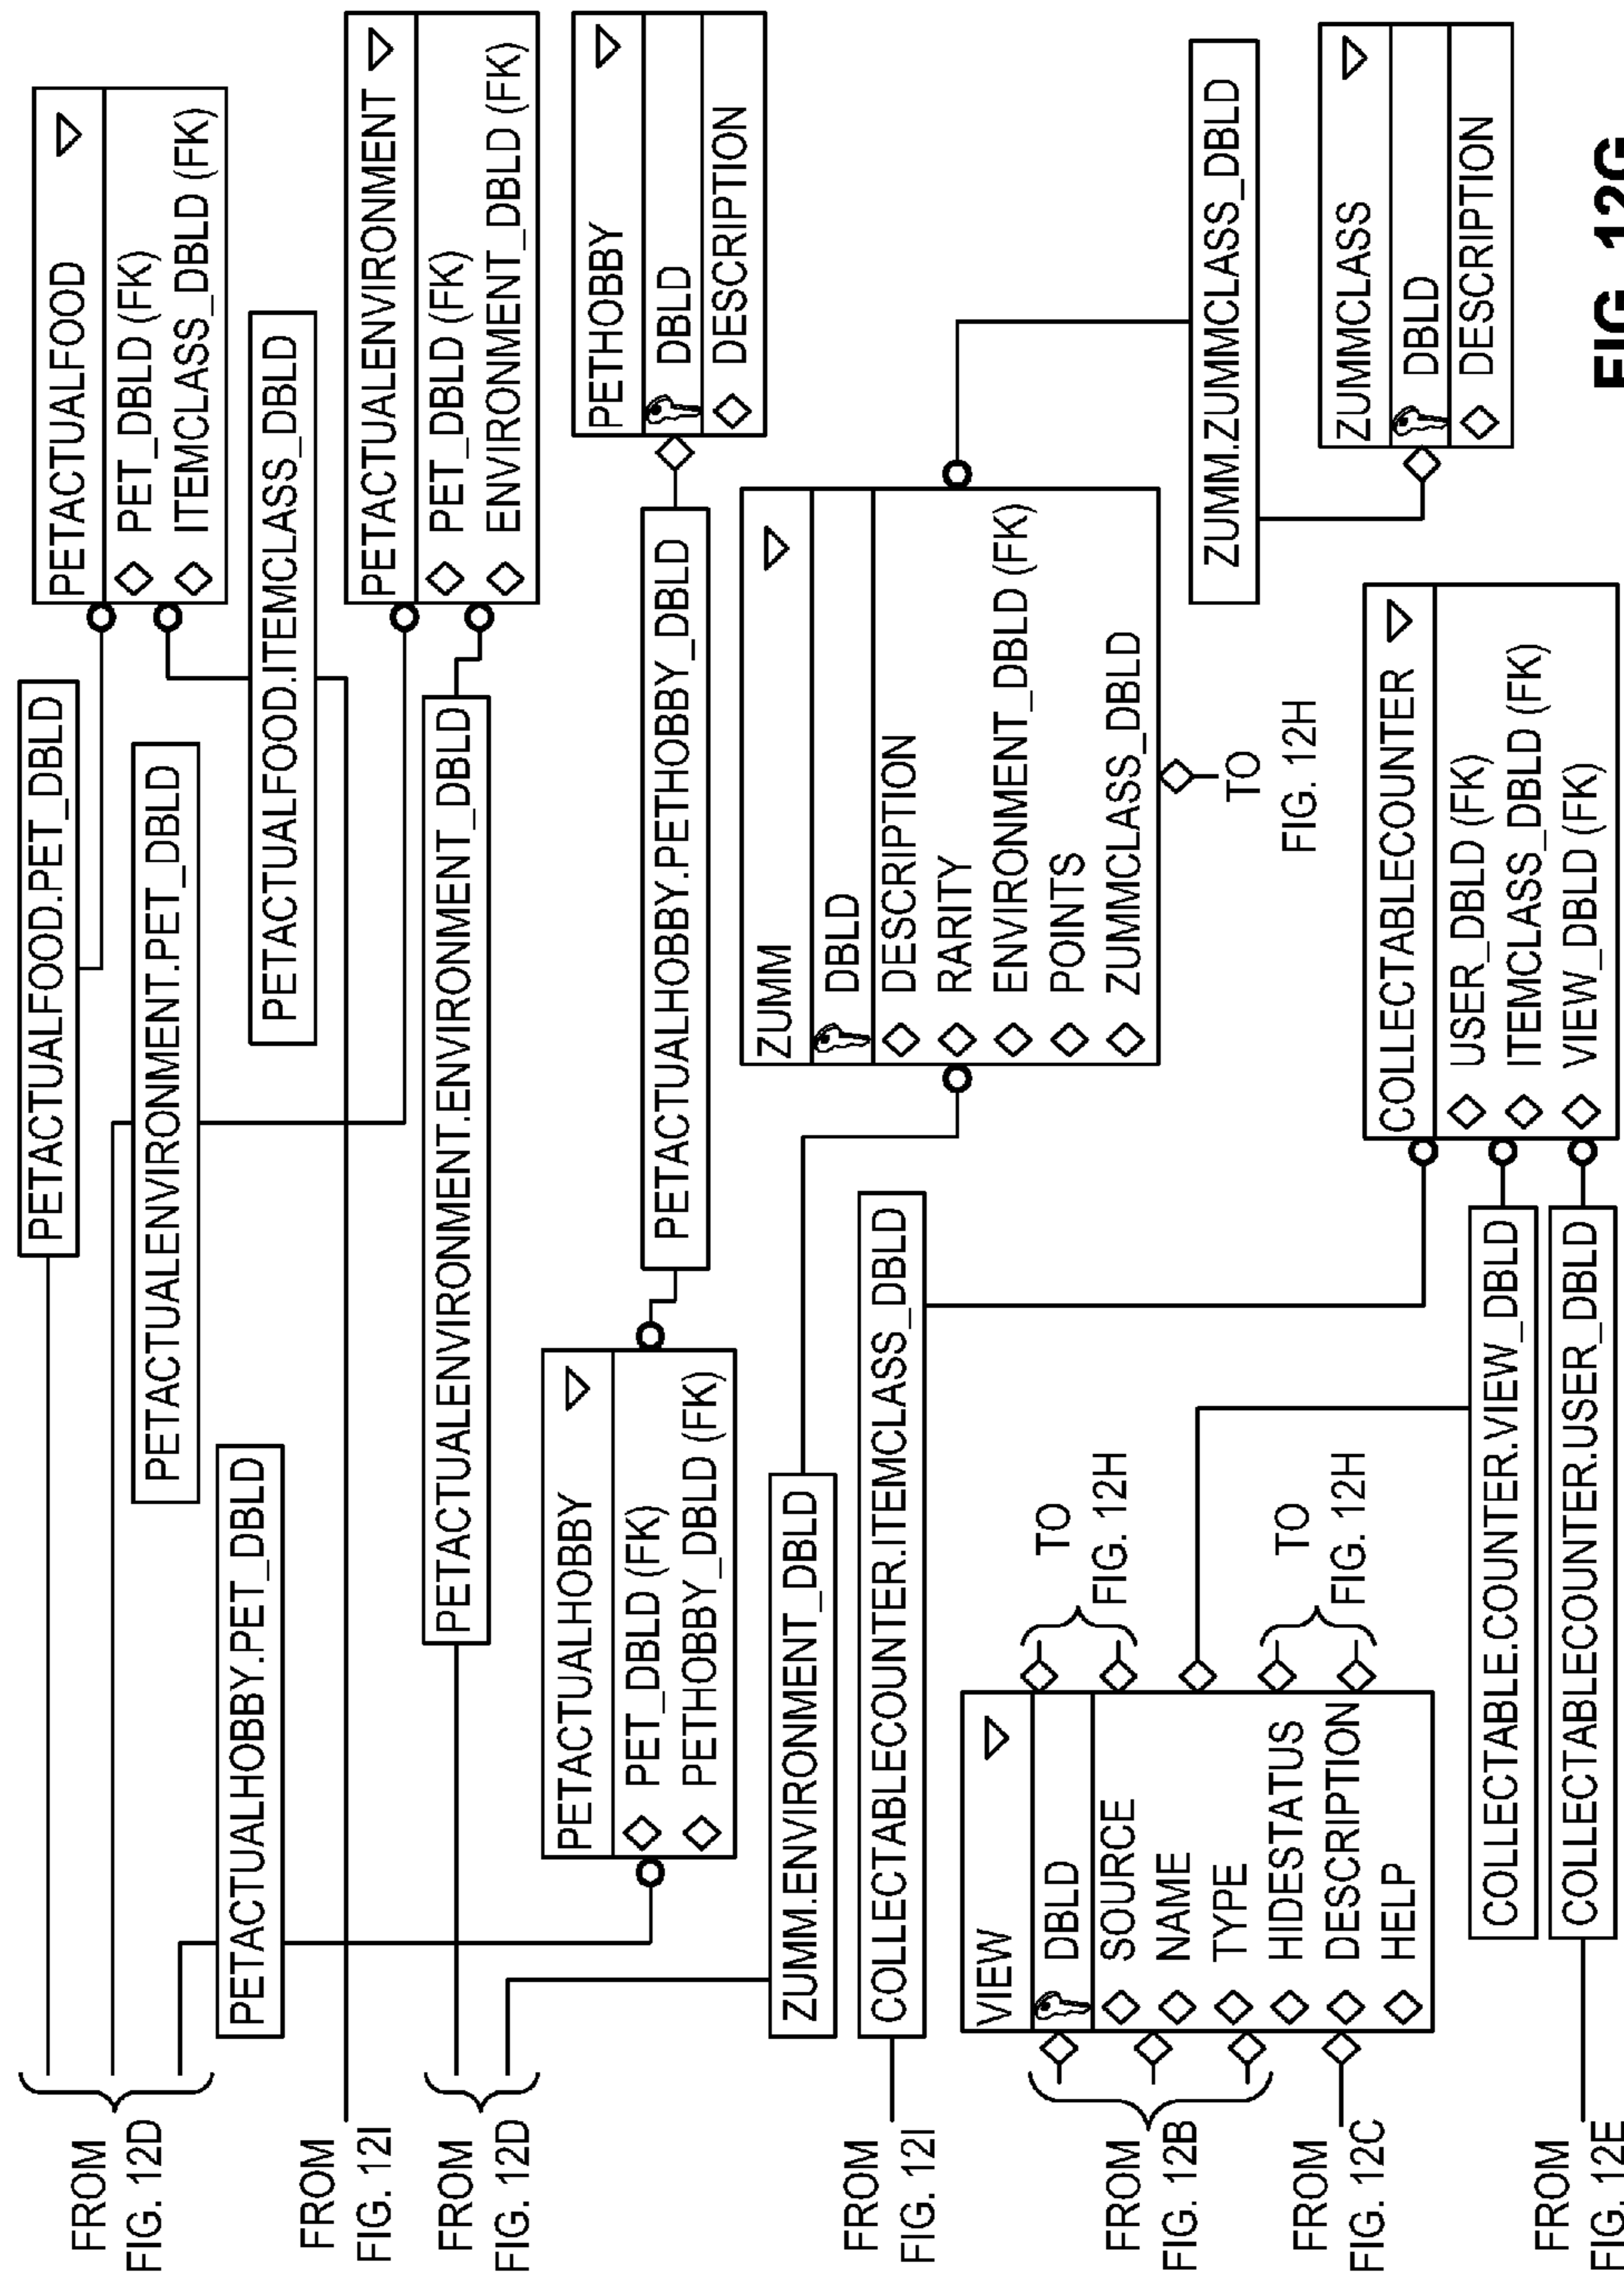 FROM
FIG. 12D
PETACTUALFOOD.PET_DBLD
PETACTUALENVIRONMENT.PET_DBLD
PETACTUALHOBBY.PET_DBLD
PETACTUALFOOD
PET_DBLD (FK)
ITEMCLASS_DBLD (FK)
FROM
FIG. 12I
PETACTUALFOOD.ITEMCLASS_DBLD
PETACTUALENVIRONMENT
PET_DBLD (FK)
ENVIRONMENT_DBLD (FK)
FROM
FIG. 12D
PETACTUALENVIRONMENT.ENVIRONMENT_DBLD
PETACTUALHOBBY
PET_DBLD (FK)
PETHOBBY_DBLD (FK)
PETACTUALHOBBY.PETHOBBY_DBLD
PETHOBBY
DBLD
DESCRIPTION
ZUMM.ENVIRONMENT_DBLD
ZUMM
DBLD
DESCRIPTION
RARITY
ENVIRONMENT_DBLD (FK)
POINTS
ZUMMCLASS_DBLD
TO
FIG. 12H
ZUMM.ZUMMCLASS_DBLD
ZUMMCLASS
DBLD
DESCRIPTION
FROM
FIG. 12I
COLLECTABLECOUNTER.ITEMCLASS_DBLD
FROM
FIG. 12B
FROM
FIG. 12C
VIEW
DBLD
SOURCE
NAME
TYPE
HIDESTATUS
DESCRIPTION
HELP
TO
FIG. 12H
TO
FIG. 12H
COLLECTABLECOUNTER
USER_DBLD (FK)
ITEMCLASS_DBLD (FK)
VIEW_DBLD (FK)
COLLECTABLE.COUNTER.VIEW_DBLD
COLLECTABLECOUNTER.USER_DBLD
FROM
FIG. 12E
FIG. 12G